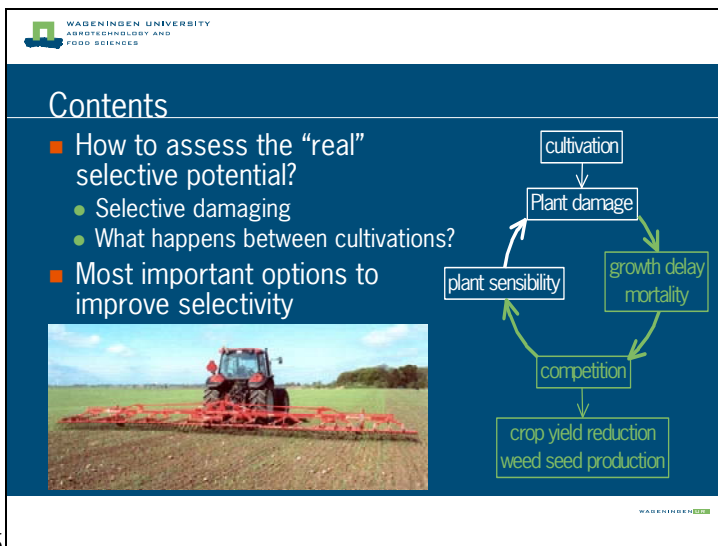 WAGENINGEN UNIVERSITY
AGROTECHNOLOGY AND
FOOD SCIENCES
Contents
■ How to assess the “real”
selective potential?
● Selective damaging
● What happens between cultivations?
■ Most important options to
improve selectivity
cultivation
Plant damage
growth delay
mortality
plant sensibility
competition
crop yield reduction
weed seed production
WAGENINGEN UR